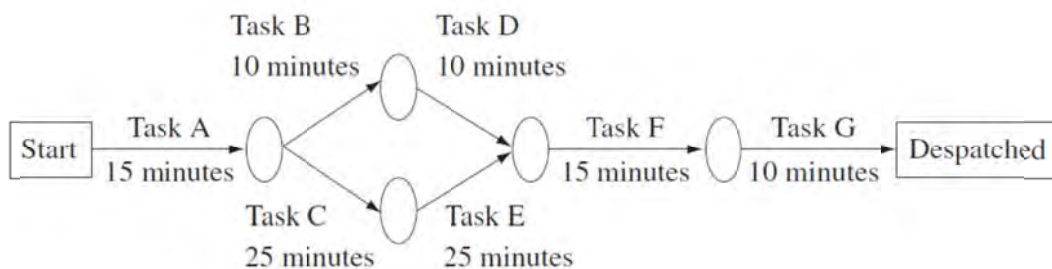 Task B
10 minutes
Task D
10 minutes
Start
Task A
15 minutes
Task F
15 minutes
Task G
10 minutes
Despatched
Task C
25 minutes
Task E
25 minutes